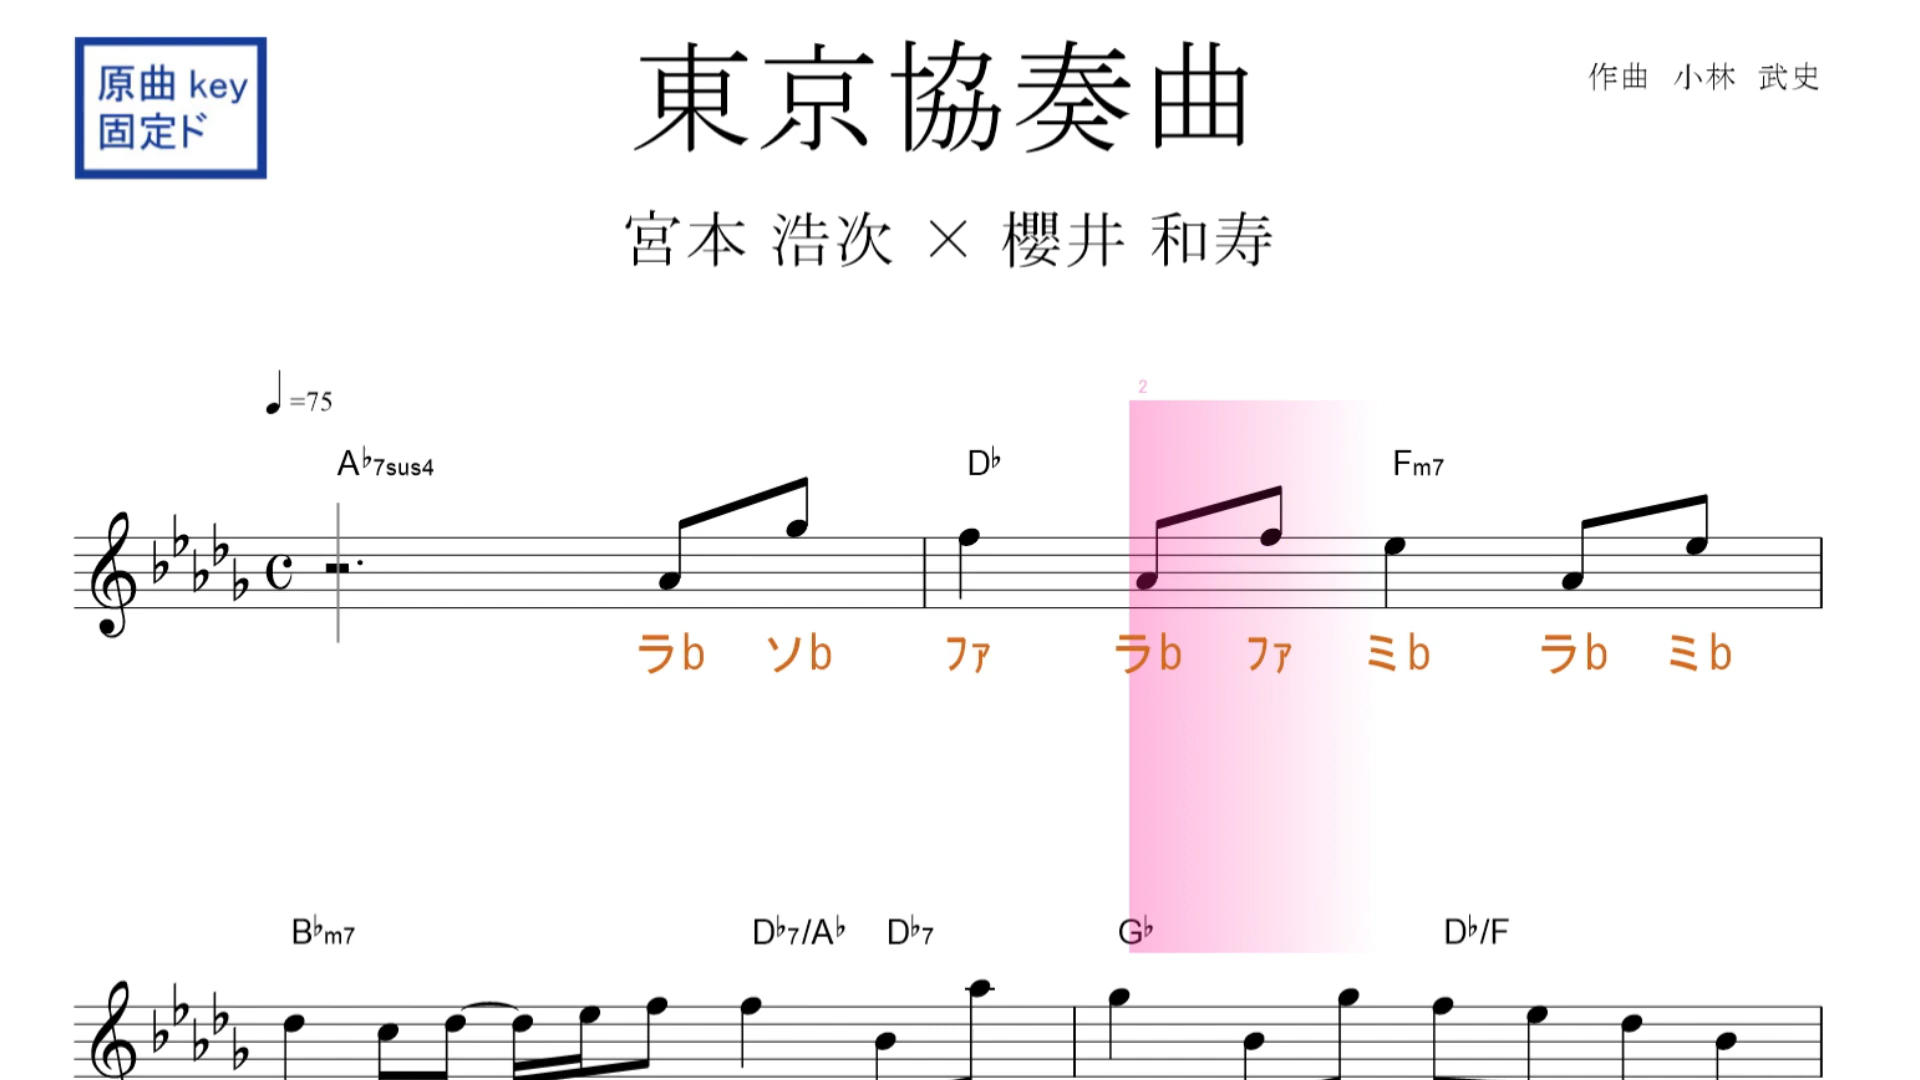 原曲 key
固定ド
東京協奏曲
作曲 小林 武史
宮本 浩次 × 櫻井 和寿
=75
2
A♭7sus4 D♭ Fm7
ラb ソb ファ ラb ファ ミb ラb ミb
B♭m7 D♭7/A♭ D♭7 G♭ D♭/F